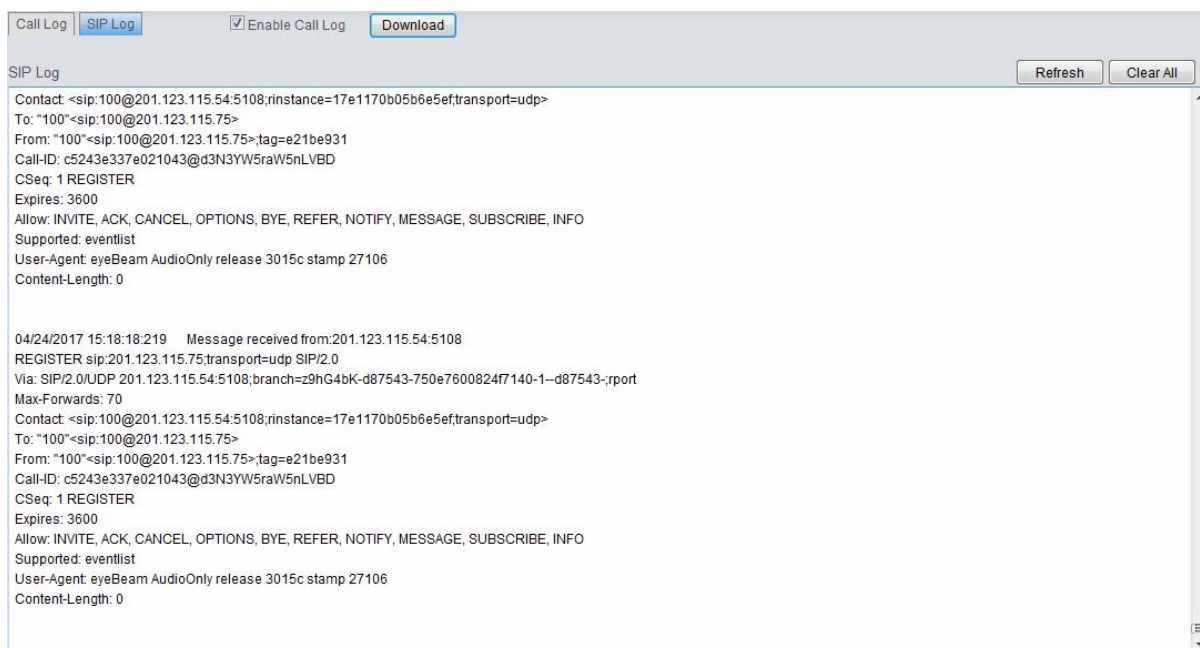 Call Log SIP Log Enable Call Log Download
SIP Log Refresh Clear All
Contact: <sip:100@201.123.115.54:5108;rinstance=17e1170b05b6e5ef;transport=udp>
To: "100"<sip:100@201.123.115.75>
From: "100"<sip:100@201.123.115.75>;tag=e21be931
Call-ID: c5243e337e021043@d3N3YW5raW5nLVBD
CSeq: 1 REGISTER
Expires: 3600
Allow: INVITE, ACK, CANCEL, OPTIONS, BYE, REFER, NOTIFY, MESSAGE, SUBSCRIBE, INFO
Supported: eventlist
User-Agent: eyeBeam AudioOnly release 3015c stamp 27106
Content-Length: 0
04/24/2017 15:18:18:219 Message received from:201.123.115.54:5108
REGISTER sip:201.123.115.75;transport=udp SIP/2.0
Via: SIP/2.0/UDP 201.123.115.54:5108;branch=z9hG4bK-d87543-750e7600824f7140-1--d87543-;rport
Max-Forwards: 70
Contact: <sip:100@201.123.115.54:5108;rinstance=17e1170b05b6e5ef;transport=udp>
To: "100"<sip:100@201.123.115.75>
From: "100"<sip:100@201.123.115.75>;tag=e21be931
Call-ID: c5243e337e021043@d3N3YW5raW5nLVBD
CSeq: 1 REGISTER
Expires: 3600
Allow: INVITE, ACK, CANCEL, OPTIONS, BYE, REFER, NOTIFY, MESSAGE, SUBSCRIBE, INFO
Supported: eventlist
User-Agent: eyeBeam AudioOnly release 3015c stamp 27106
Content-Length: 0